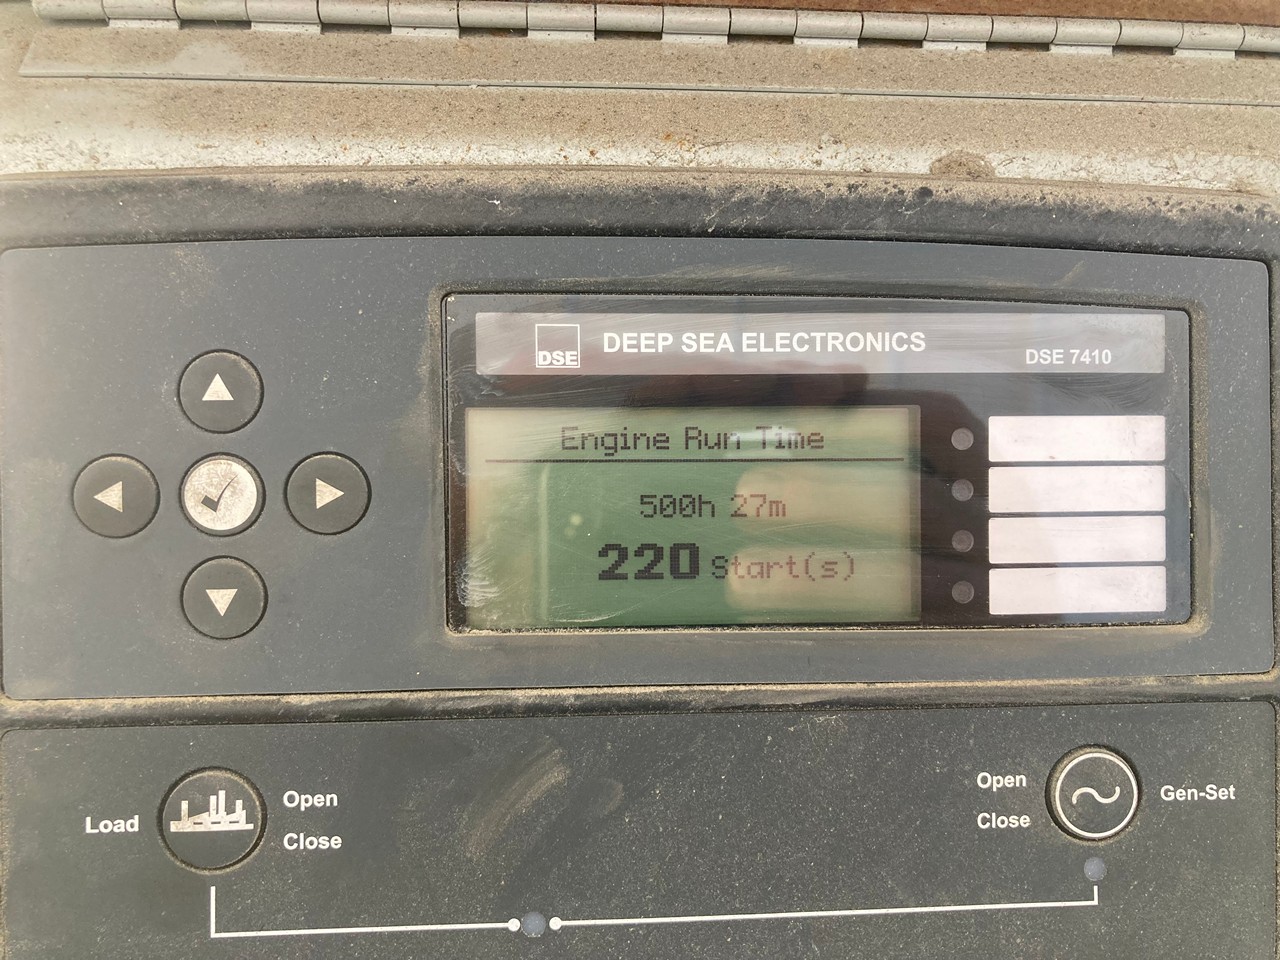 DSE DEEP SEA ELECTRONICS
DSE 7410
Engine Run Time
500h 27m
220 Start(s)
Load
Open
Close
Open
Close
Gen-Set